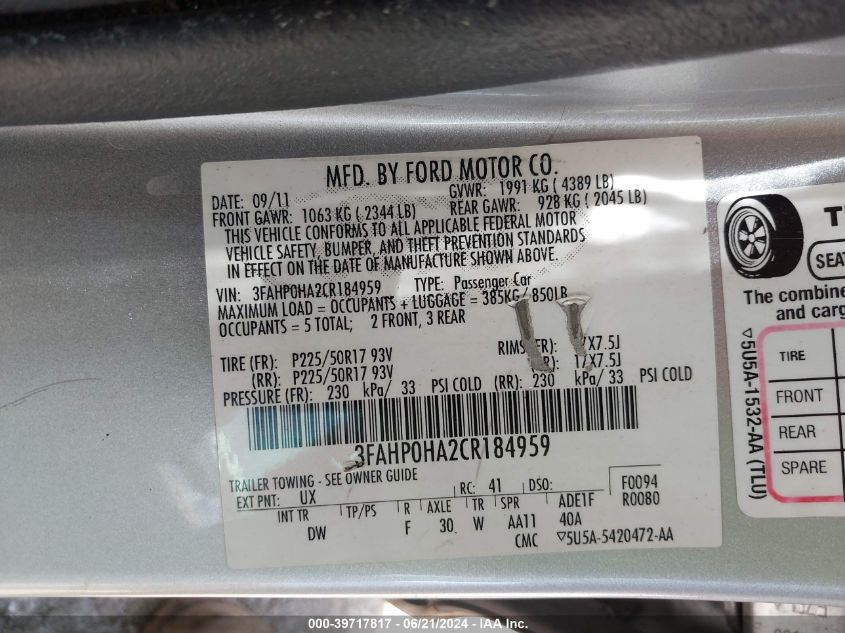 MFD. BY FORD MOTOR CO.
DATE: 09/11
GVWR: 1991 KG ( 4389 LB)
FRONT GAWR: 1063 KG ( 2344 LB)
REAR GAWR: 928 KG ( 2045 LB)
THIS VEHICLE CONFORMS TO ALL APPLICABLE FEDERAL MOTOR
VEHICLE SAFETY, BUMPER, AND THEFT PREVENTION STANDARDS
IN EFFECT ON THE DATE OF MANUFACTURE SHOWN ABOVE.
VIN: 3FAHP0HA2CR184959 TYPE: Passenger Car
MAXIMUM LOAD = OCCUPANTS + LUGGAGE = 385KG/ 850LB
OCCUPANTS = 5 TOTAL; 2 FRONT, 3 REAR
TIRE (FR): P225/50R17 93V RIMS (FR): /X7.5J
(RR): P225/50R17 93V R): 17X7.5J
PRESSURE (FR): 230 kPa/ 33 PSI COLD (RR): 230 kPa/ 33 PSI COLD
3FAHP0HA2CR184959
TRAILER TOWING - SEE OWNER GUIDE
EXT PNT: UX RC: 41 DSO: F0094
R0080
INT TR TP/PS R AXLE TR SPR ADE1F
DW F 30 W AA11 40A
CMC ▽5U5A-5420472-AA
T
SEAT
The combine
and carg
TIRE
FRONT
REAR
SPARE
▽5U5A-1532-AA (TLU)
000-39717817 - 06/21/2024 - IAA Inc.